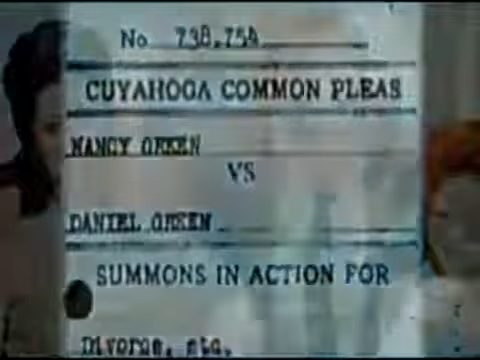 No 738,754
CUYAHOGA COMMON PLEAS
NANCY GREEN
VS
DANIEL GREEN
SUMMONS IN ACTION FOR
Divorce, etc.